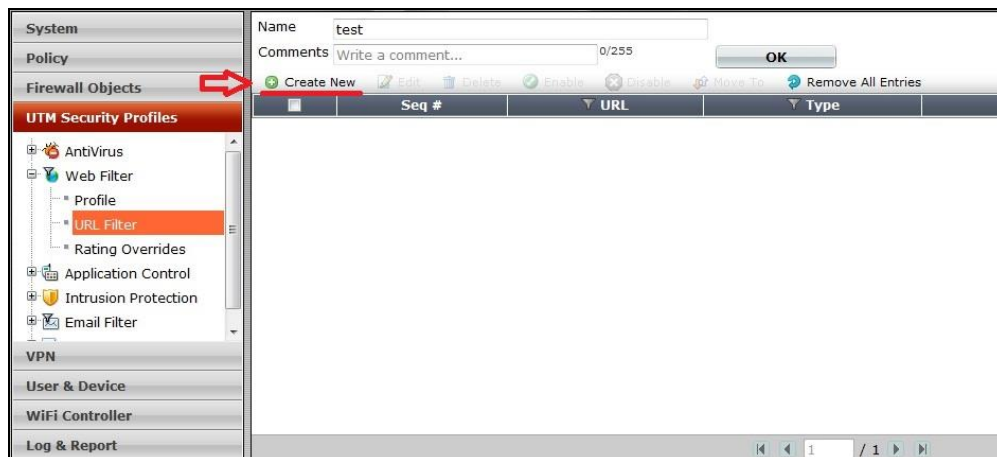 System
Policy
Firewall Objects
UTM Security Profiles
AntiVirus
Web Filter
Profile
URL Filter
Rating Overrides
Application Control
Intrusion Protection
Email Filter
VPN
User & Device
WiFi Controller
Log & Report
Name test
Comments Write a comment... 0/255 OK
Create New Edit Delete Enable Disable Move To Remove All Entries
Seq # URL Type
1 / 1